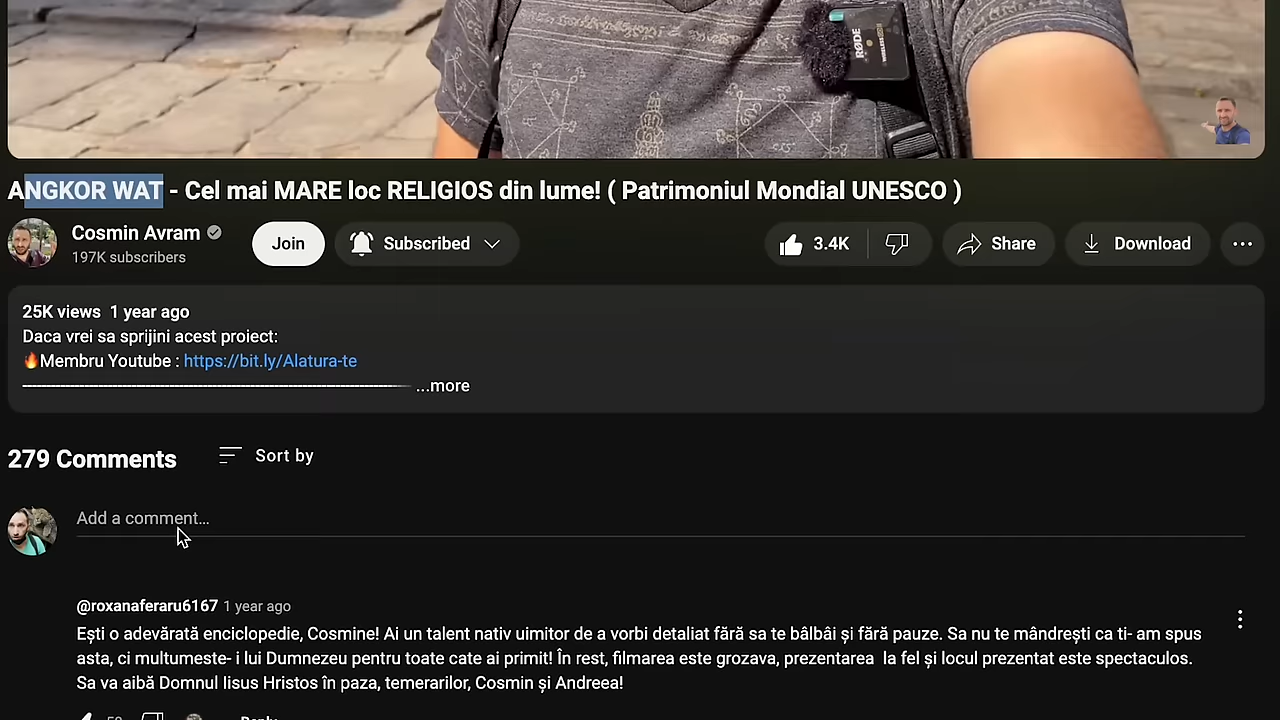 RØDE
ANGKOR WAT - Cel mai MARE loc RELIGIOS din lume! ( Patrimoniul Mondial UNESCO )
Cosmin Avram
197K subscribers
Join
Subscribed
3.4K
Share
Download
25K views 1 year ago
Daca vrei sa sprijini acest proiect:
🔥Membru Youtube : https://bit.ly/Alatura-te
...more
279 Comments
Sort by
Add a comment...
@roxanaferaru6167 1 year ago
Ești o adevărată enciclopedie, Cosmine! Ai un talent nativ uimitor de a vorbi detaliat fără sa te bâlbâi și fără pauze. Sa nu te mândrești ca ti- am spus
asta, ci multumeste- i lui Dumnezeu pentru toate cate ai primit! În rest, filmarea este grozava, prezentarea la fel și locul prezentat este spectaculos.
Sa va aibă Domnul Iisus Hristos în paza, temerarilor, Cosmin și Andreea!
Reply